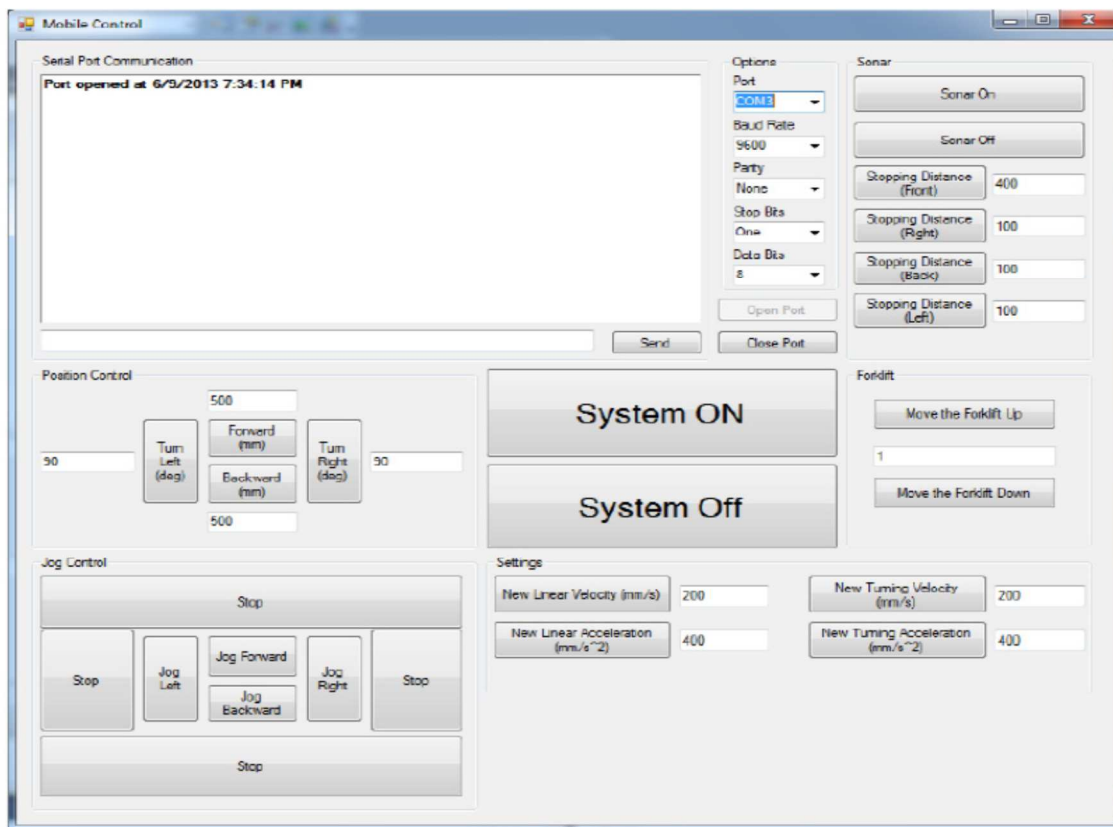 Mobile Control
Serial Port Communication
Port opened at 6/9/2013 7:34:14 PM
Send
Options
Port
COM3
Baud Rate
9600
Parity
None
Stop Bits
One
Data Bits
8
Open Port
Close Port
Sonar
Sonar On
Sonar Off
Stopping Distance
(Front)
400
Stopping Distance
(Right)
100
Stopping Distance
(Back)
100
Stopping Distance
(Left)
100
Position Control
500
90
Turn
Left
(deg)
Forward
(mm)
Backward
(mm)
Turn
Right
(deg)
90
500
System ON
System Off
Forklift
Move the Forklift Up
1
Move the Forklift Down
Jog Control
Stop
Stop
Jog
Left
Jog Forward
Jog
Backward
Jog
Right
Stop
Stop
Settings
New Linear Velocity (mm/s)
200
New Turning Velocity
(mm/s)
200
New Linear Acceleration
(mm/s^2)
400
New Turning Acceleration
(mm/s^2)
400